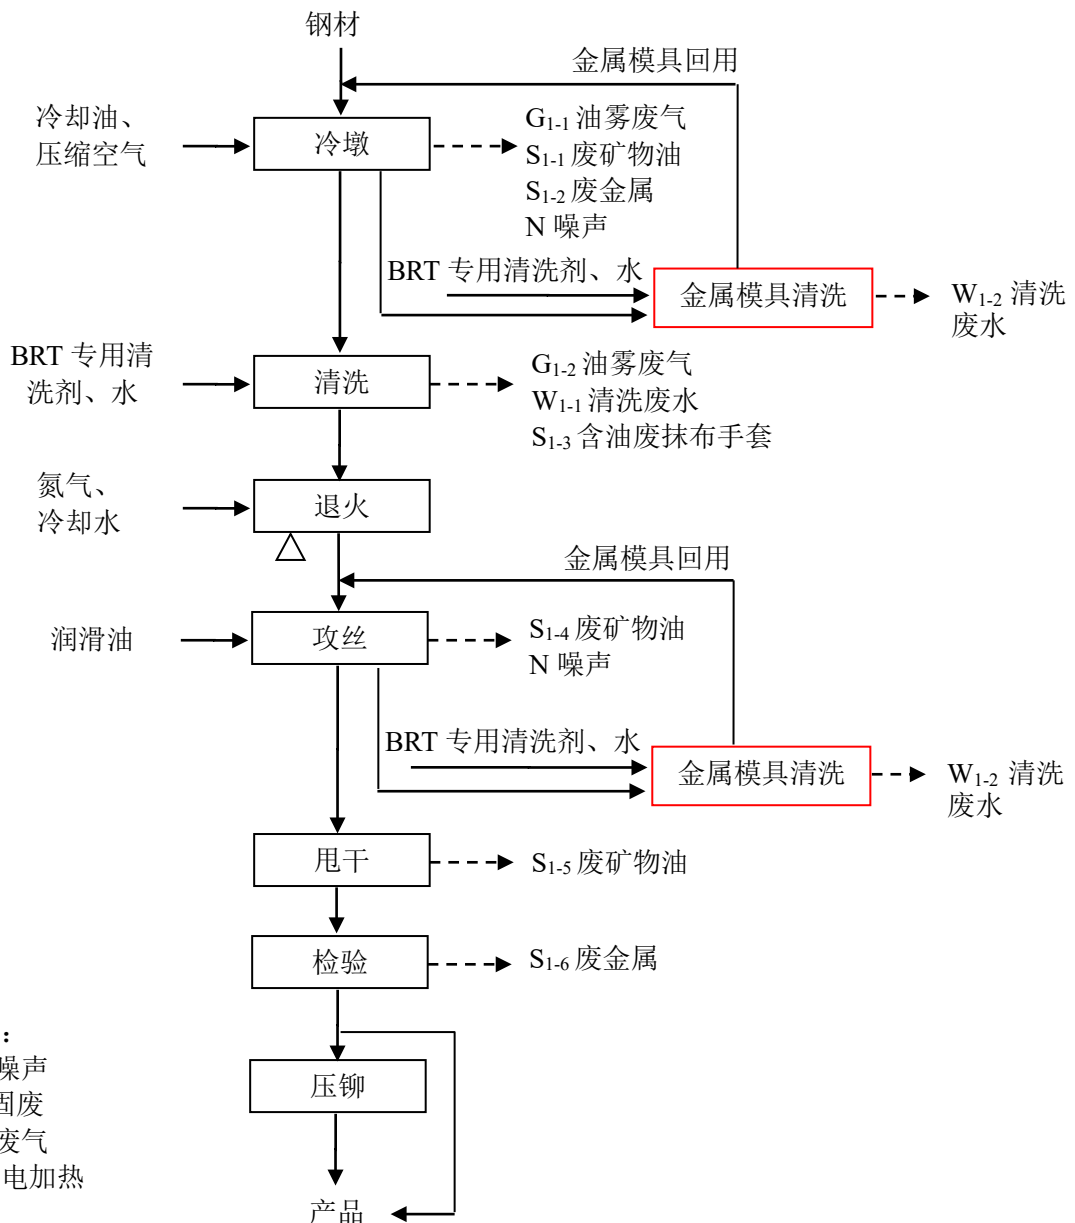 钢材
金属模具回用
冷却油、
压缩空气
冷墩
G1-1 油雾废气
S1-1 废矿物油
S1-2 废金属
N 噪声
BRT 专用清洗剂、水
金属模具清洗
W1-2 清洗
废水
BRT 专用清
洗剂、水
清洗
G1-2 油雾废气
W1-1 清洗废水
S1-3 含油废抹布手套
氮气、
冷却水
退火
金属模具回用
润滑油
攻丝
S1-4 废矿物油
N 噪声
BRT 专用清洗剂、水
金属模具清洗
W1-2 清洗
废水
甩干
S1-5 废矿物油
检验
S1-6 废金属
：
噪声
固废
废气
电加热
压铆
产品